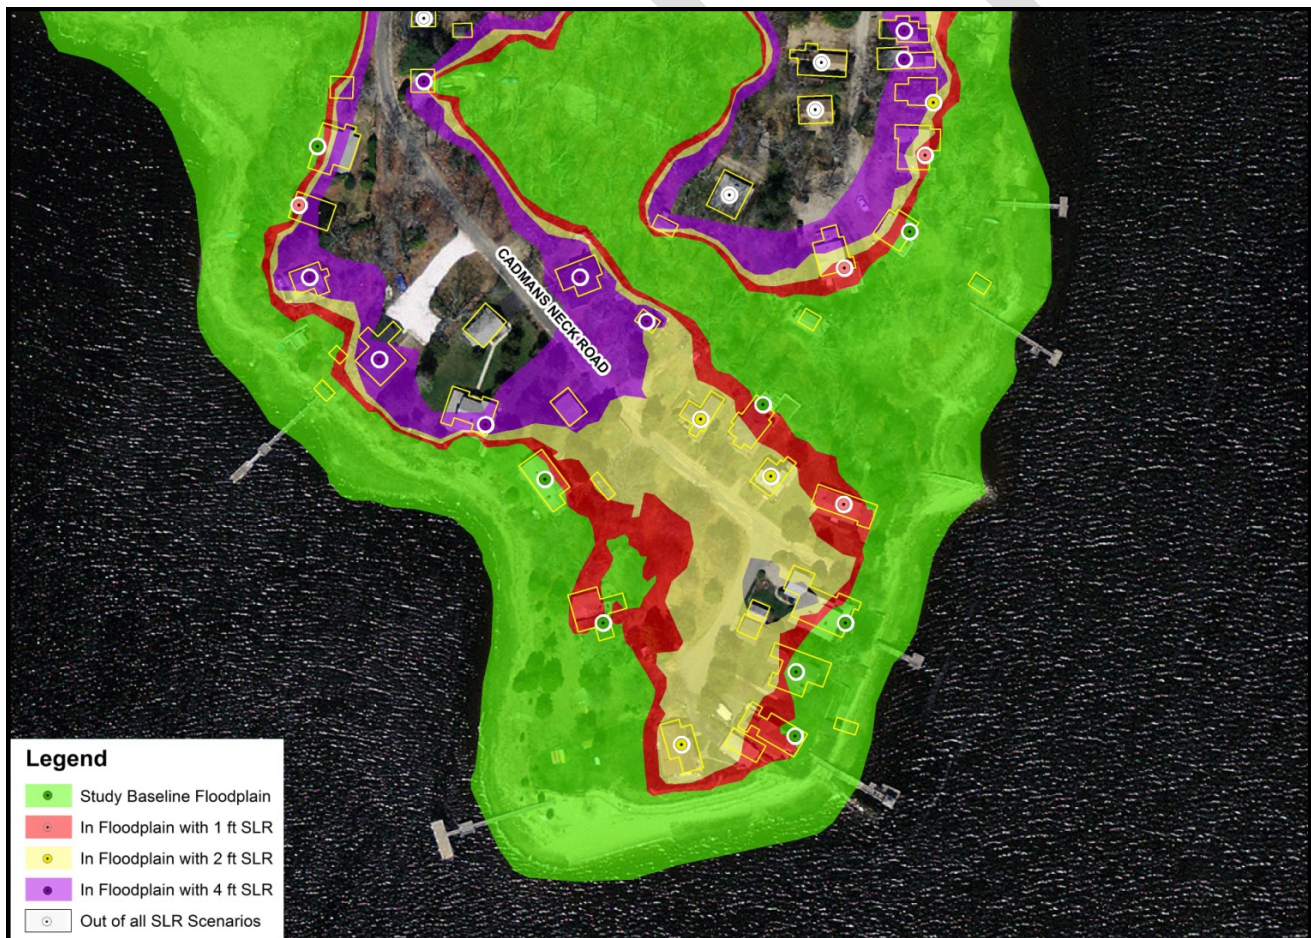 CADMANS NECK ROAD
Legend
Study Baseline Floodplain
In Floodplain with 1 ft SLR
In Floodplain with 2 ft SLR
In Floodplain with 4 ft SLR
Out of all SLR Scenarios